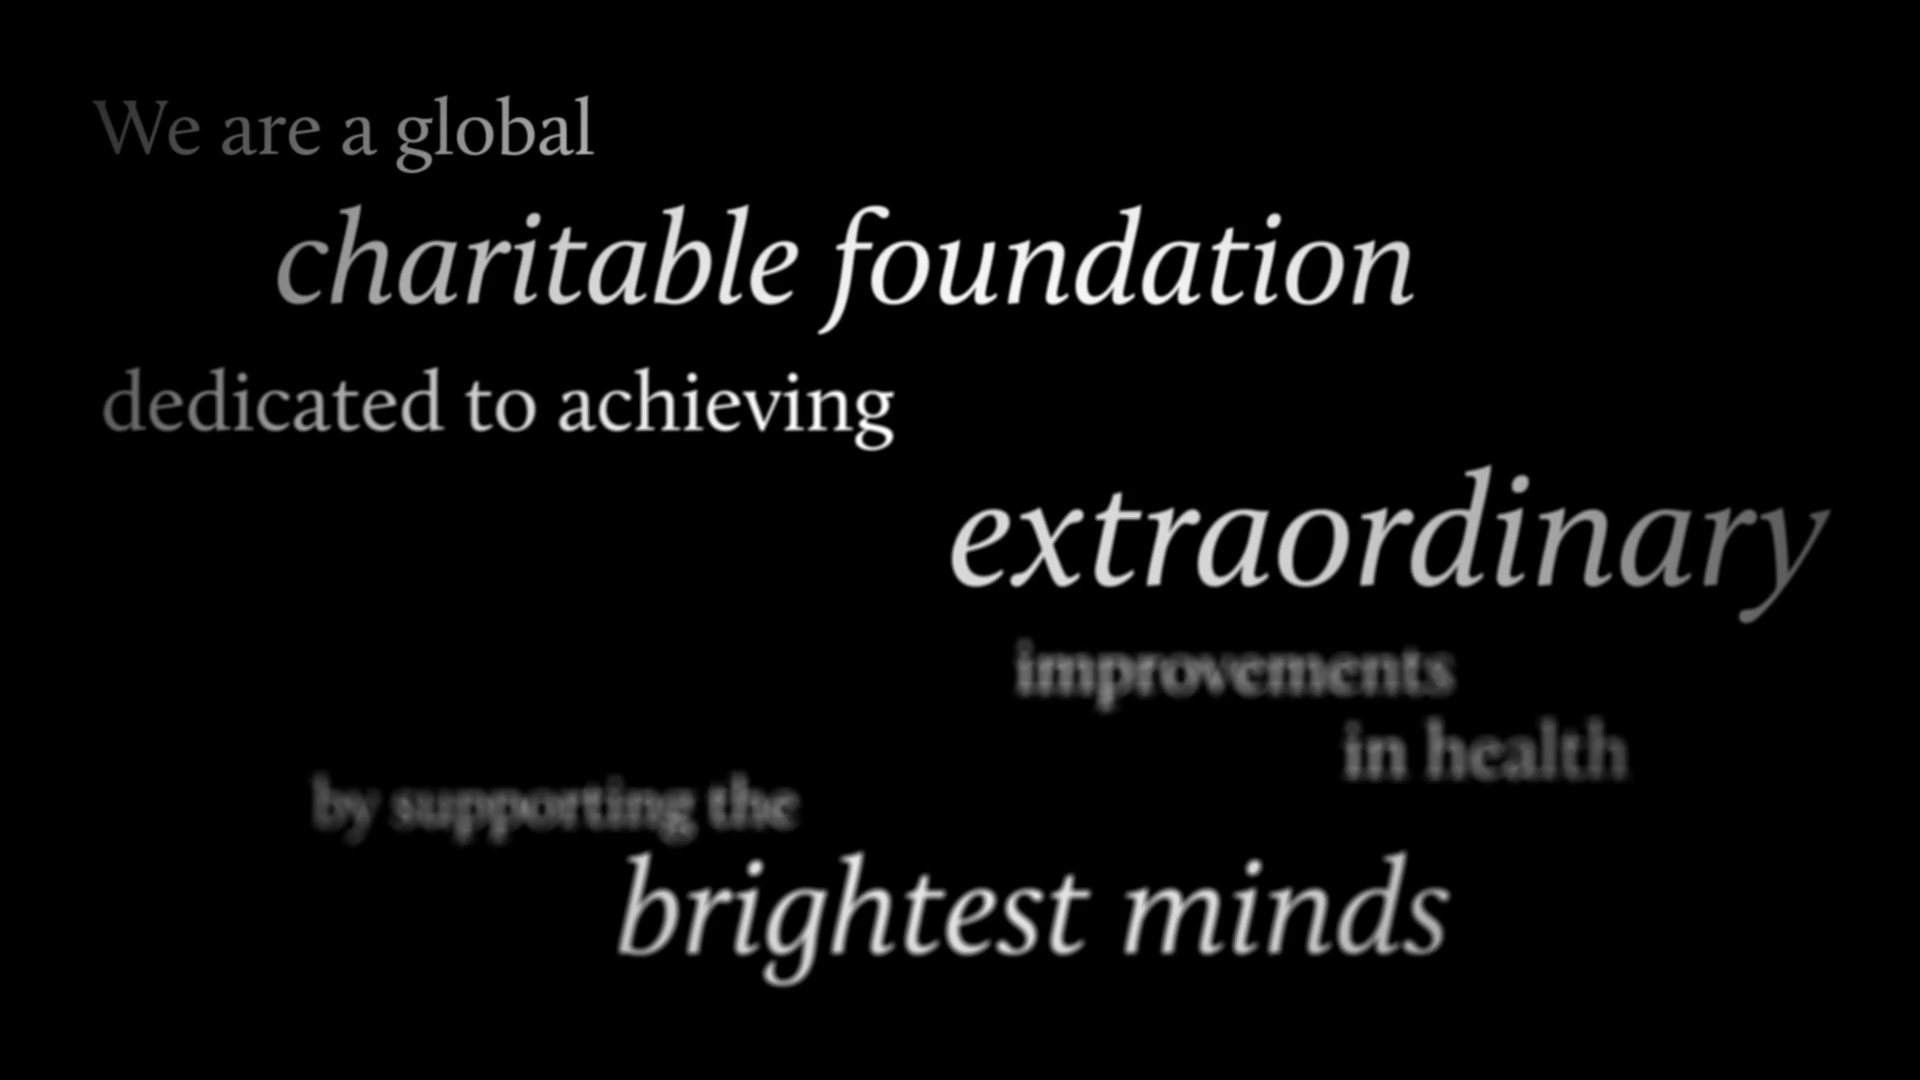 We are a global
charitable foundation
dedicated to achieving
extraordinary
improvements
in health
by supporting the
brightest minds